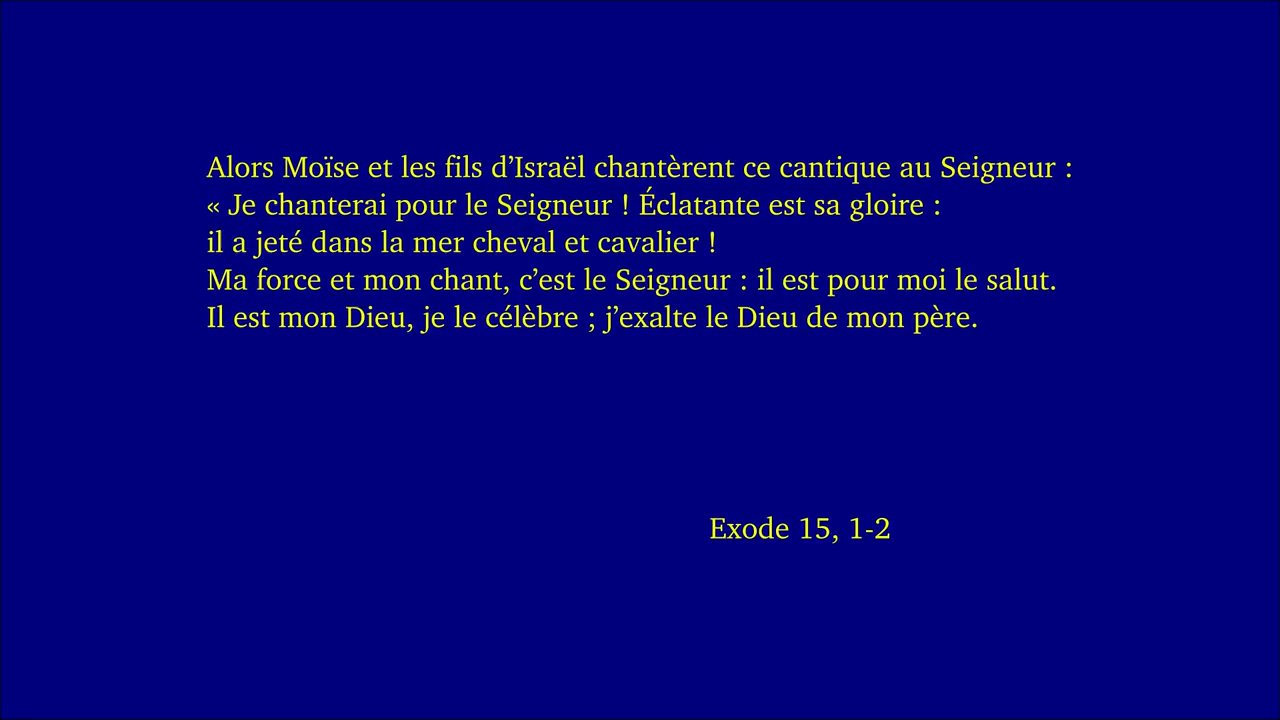 Alors Moïse et les fils d’Israël chantèrent ce cantique au Seigneur :
« Je chanterai pour le Seigneur ! Éclatante est sa gloire :
il a jeté dans la mer cheval et cavalier !
Ma force et mon chant, c’est le Seigneur : il est pour moi le salut.
Il est mon Dieu, je le célèbre ; j’exalte le Dieu de mon père.
Exode 15, 1-2